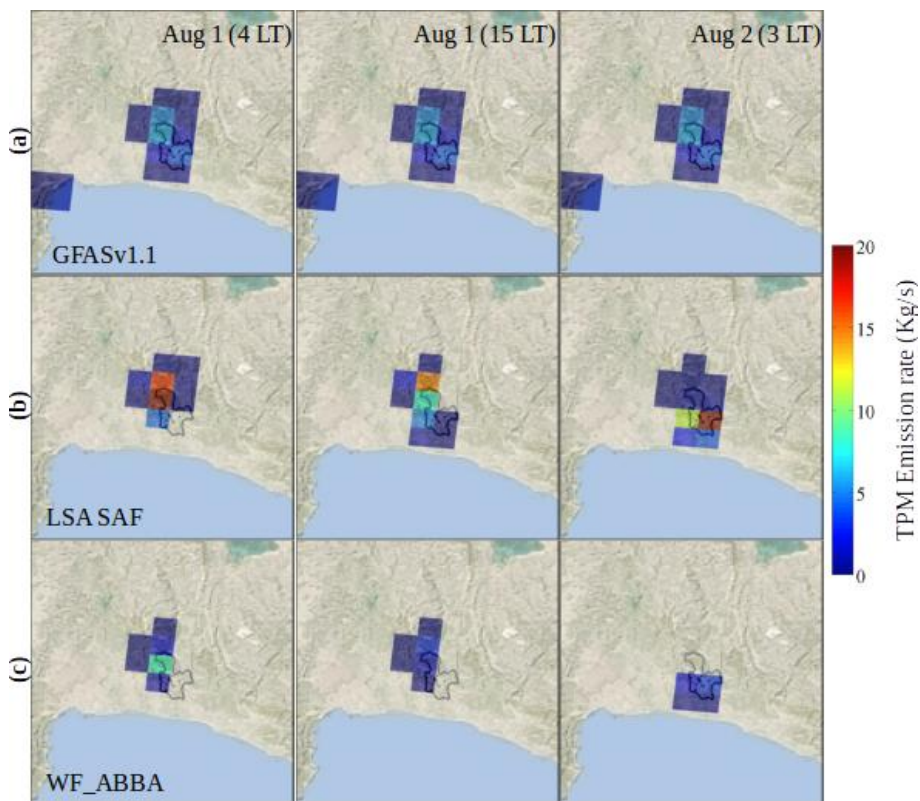 Aug 1 (4 LT)
Aug 1 (15 LT)
Aug 2 (3 LT)
(a)
GFASv1.1
(b)
LSA SAF
(c)
WF_ABBA
20
15
10
5
0
TPM Emission rate (Kg/s)